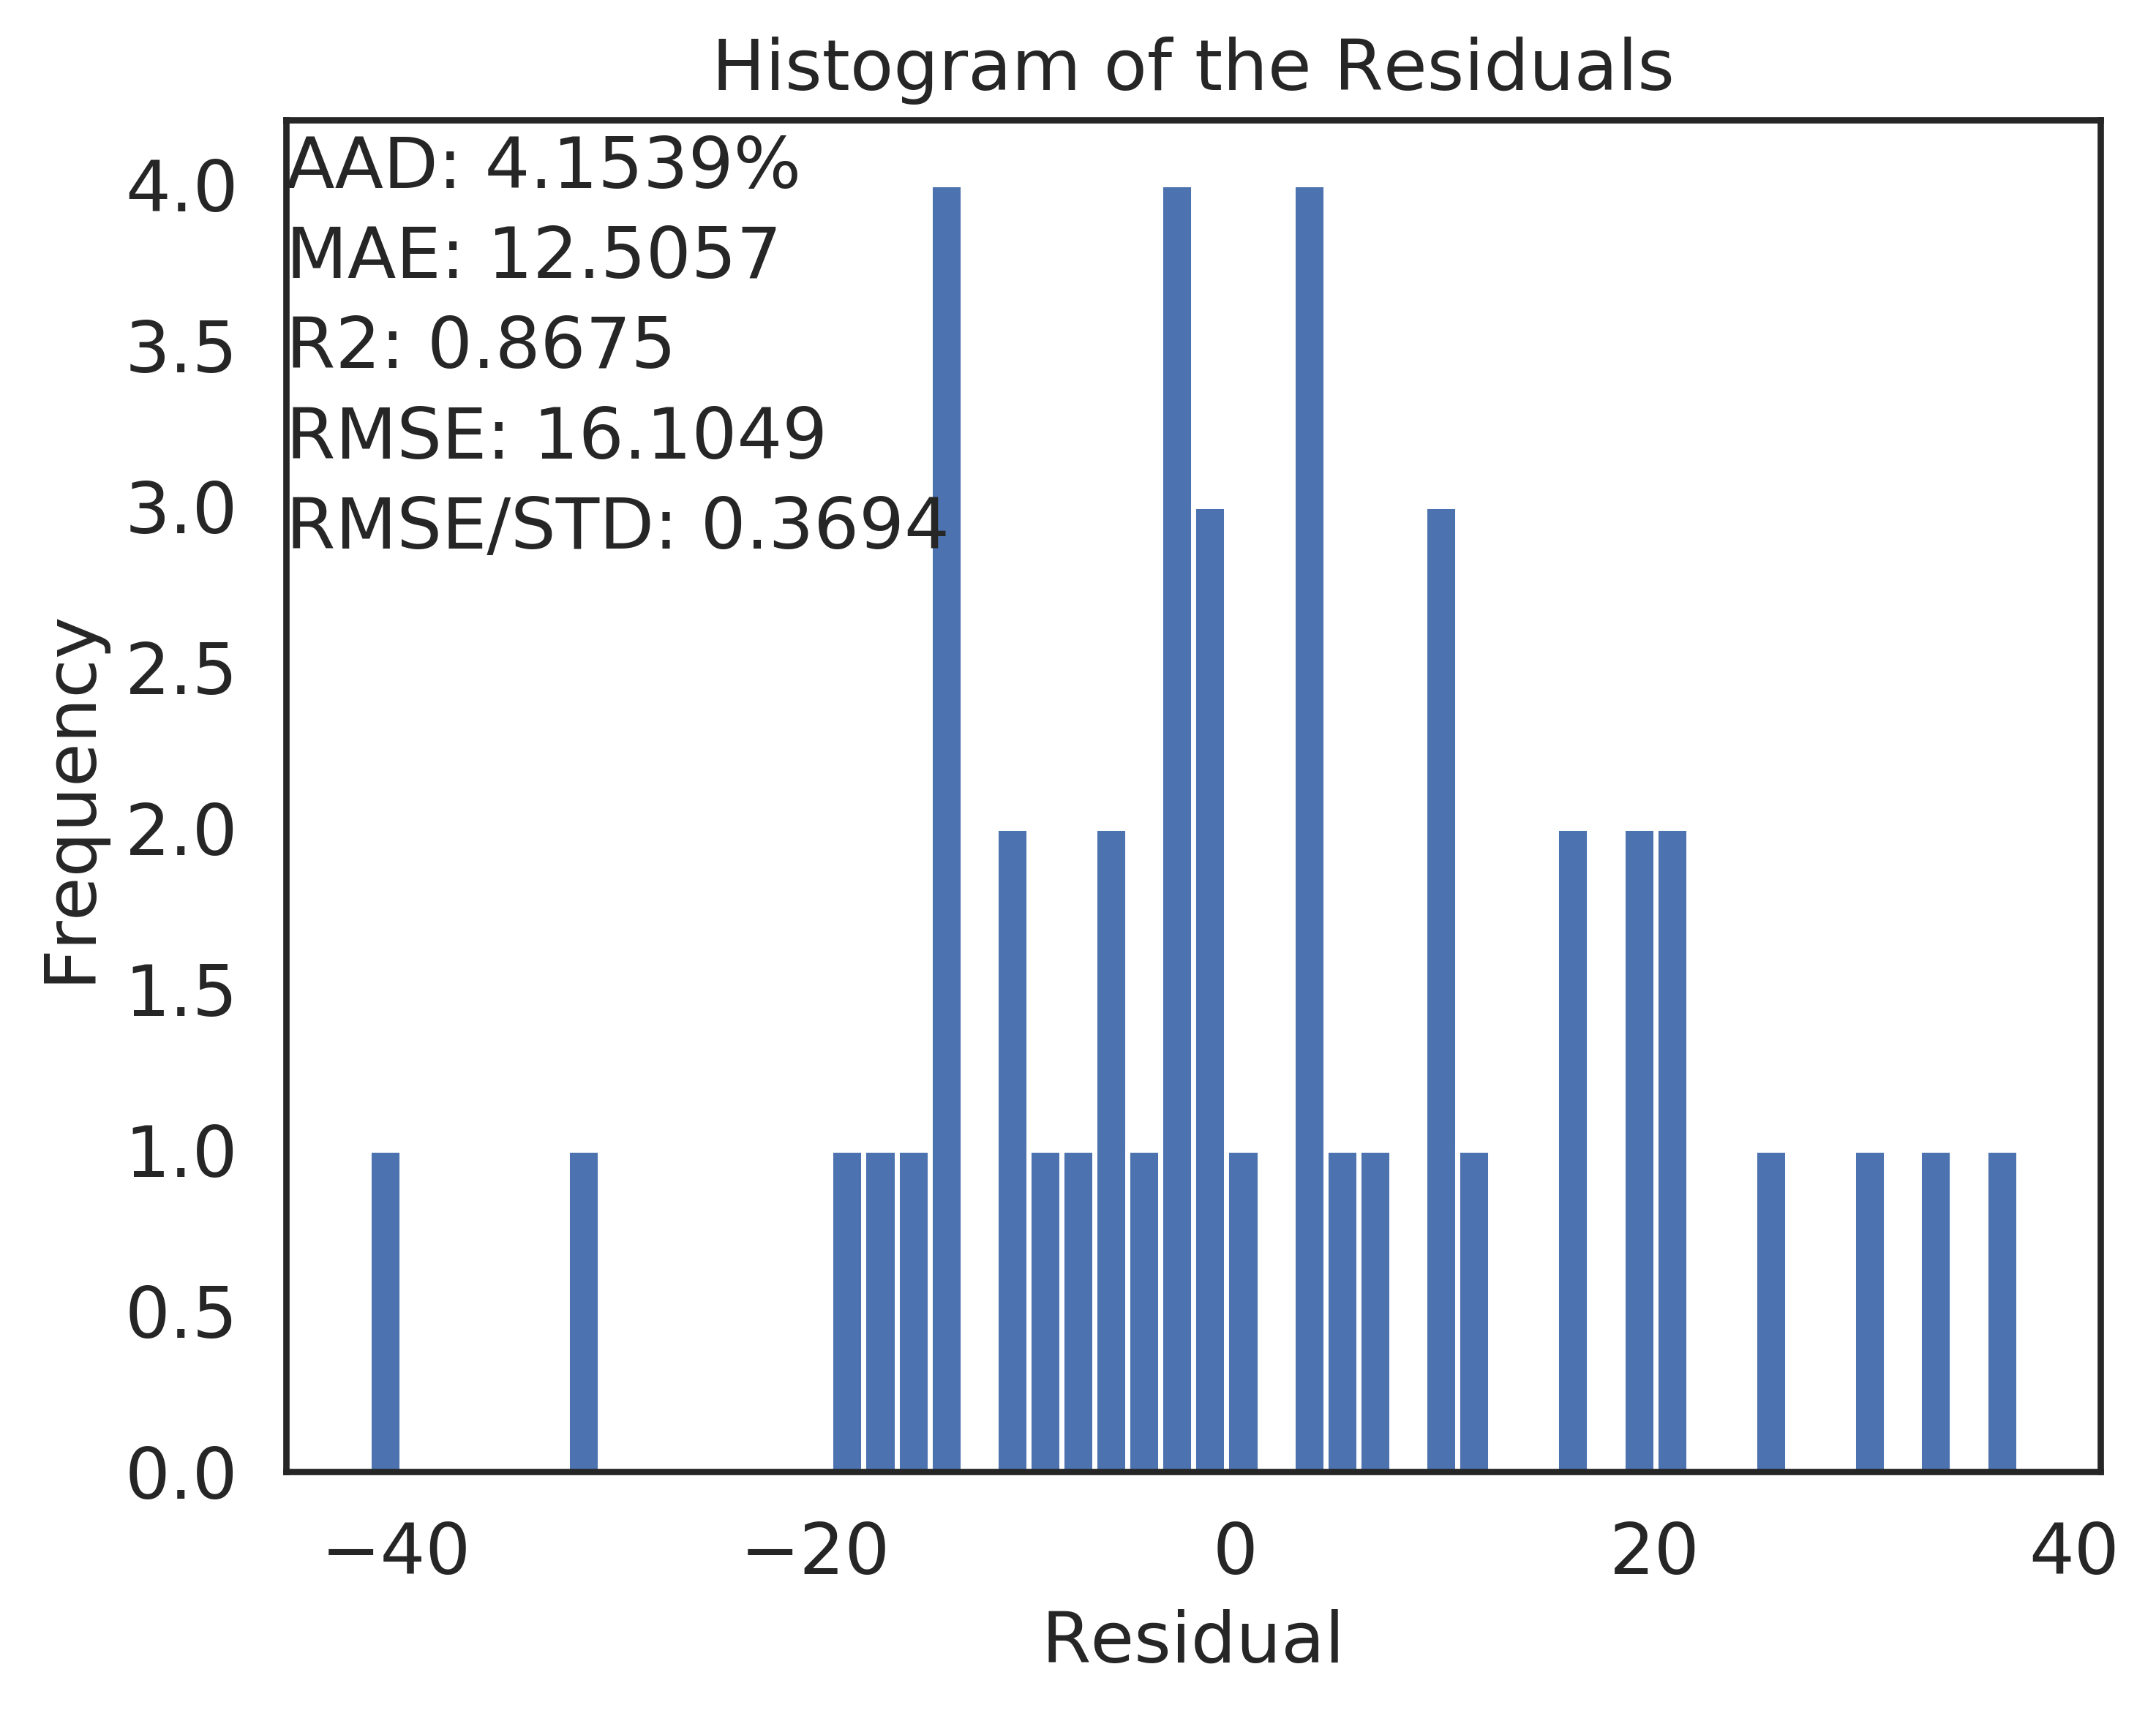 Histogram of the Residuals
AAD: 4.1539%
MAE: 12.5057
R2: 0.8675
RMSE: 16.1049
RMSE/STD: 0.3694
4.0
3.5
3.0
2.5
2.0
1.5
1.0
0.5
0.0
Frequency
−40 −20 0 20 40
Residual